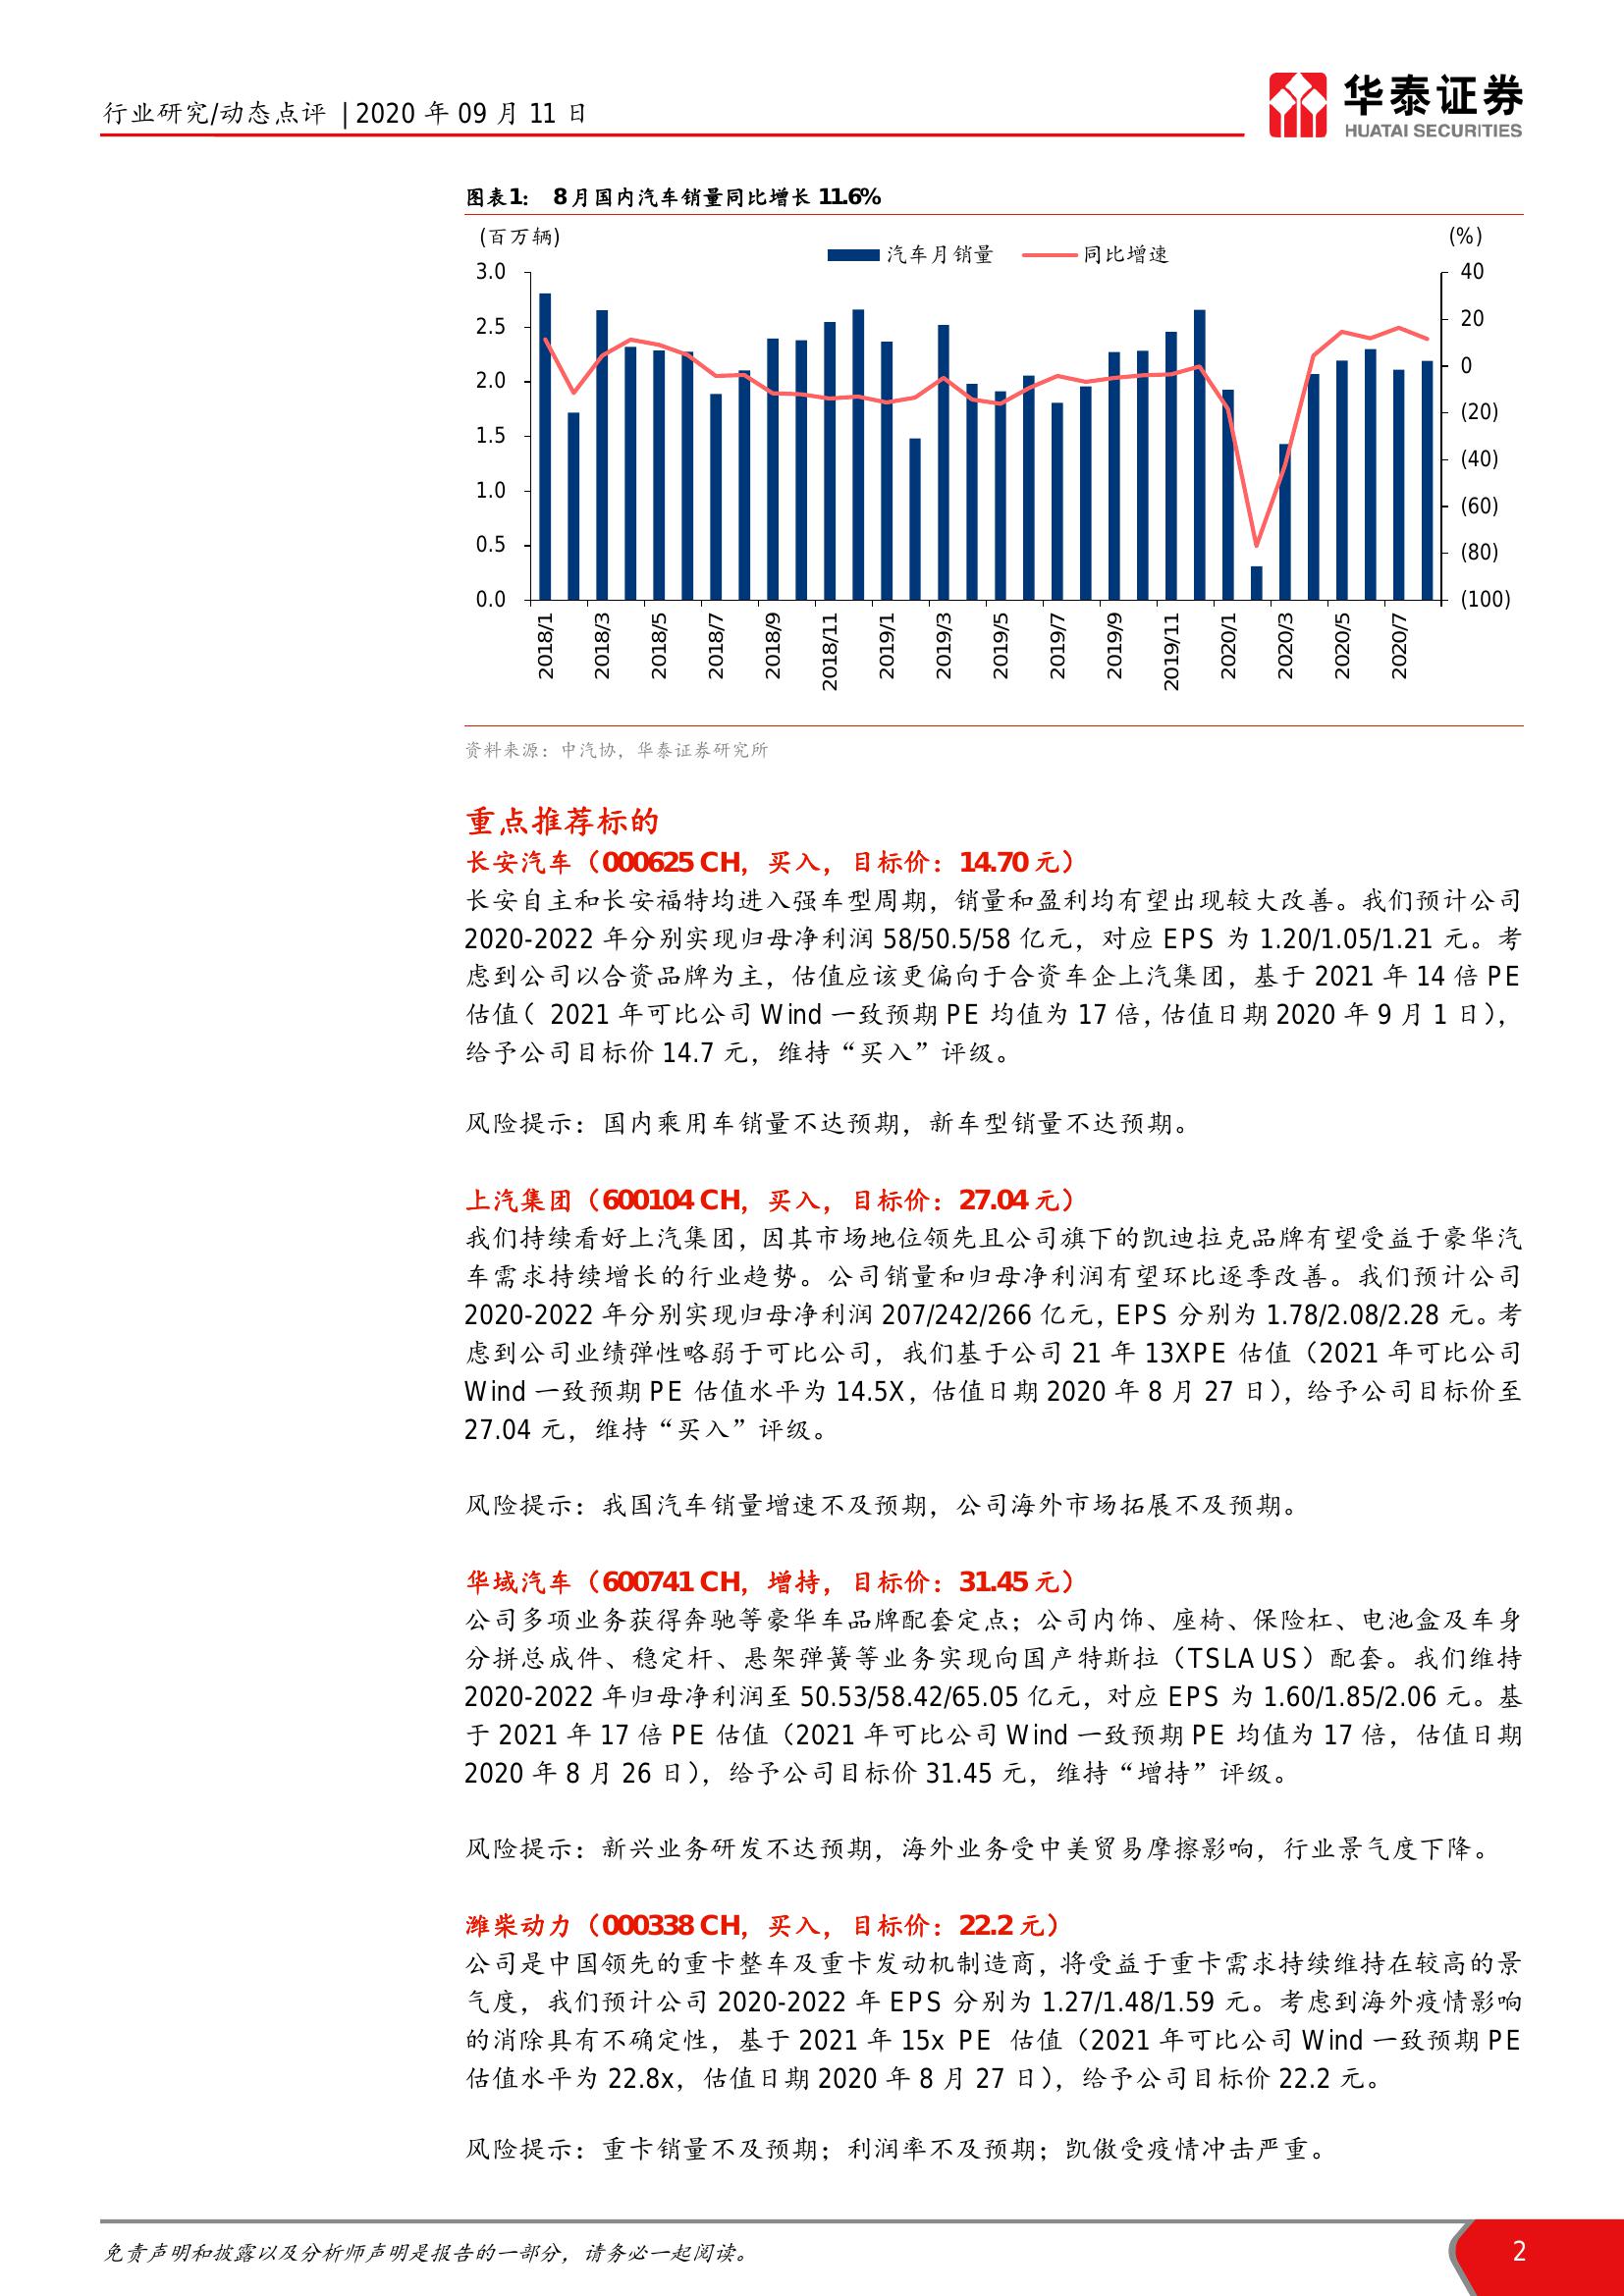 行业研究/动态点评 | 2020 年 09 月 11 日
华泰证券
HUATAI SECURITIES
图表1： 8 月国内汽车销量同比增长 11.6%
(百万辆) (%)
汽车月销量 同比增速
3.0 40
2.5 20
2.0 0
1.5 (20)
1.0 (40)
0.5 (60)
0.0 (80)
(100)
2018/1 2018/3 2018/5 2018/7 2018/9 2018/11 2019/1 2019/3 2019/5 2019/7 2019/9 2019/11 2020/1 2020/3 2020/5 2020/7
资料来源：中汽协，华泰证券研究所
重点推荐标的
长安汽车（000625 CH，买入，目标价：14.70 元）
长安自主和长安福特均进入强车型周期，销量和盈利均有望出现较大改善。我们预计公司
2020-2022 年分别实现归母净利润 58/50.5/58 亿元，对应 EPS 为 1.20/1.05/1.21 元。考
虑到公司以合资品牌为主，估值应该更偏向于合资车企上汽集团，基于 2021 年 14 倍 PE
估值（ 2021 年可比公司 Wind 一致预期 PE 均值为 17 倍，估值日期 2020 年 9 月 1 日），
给予公司目标价 14.7 元，维持“买入”评级。
风险提示：国内乘用车销量不达预期，新车型销量不达预期。
上汽集团（600104 CH，买入，目标价：27.04 元）
我们持续看好上汽集团，因其市场地位领先且公司旗下的凯迪拉克品牌有望受益于豪华汽
车需求持续增长的行业趋势。公司销量和归母净利润有望环比逐季改善。我们预计公司
2020-2022 年分别实现归母净利润 207/242/266 亿元，EPS 分别为 1.78/2.08/2.28 元。考
虑到公司业绩弹性略弱于可比公司，我们基于公司 21 年 13XPE 估值（2021 年可比公司
Wind 一致预期 PE 估值水平为 14.5X，估值日期 2020 年 8 月 27 日），给予公司目标价至
27.04 元，维持“买入”评级。
风险提示：我国汽车销量增速不及预期，公司海外市场拓展不及预期。
华域汽车（600741 CH，增持，目标价：31.45 元）
公司多项业务获得奔驰等豪华车品牌配套定点；公司内饰、座椅、保险杠、电池盒及车身
分拼总成件、稳定杆、悬架弹簧等业务实现向国产特斯拉（TSLA US）配套。我们维持
2020-2022 年归母净利润至 50.53/58.42/65.05 亿元，对应 EPS 为 1.60/1.85/2.06 元。基
于 2021 年 17 倍 PE 估值（2021 年可比公司 Wind 一致预期 PE 均值为 17 倍，估值日期
2020 年 8 月 26 日），给予公司目标价 31.45 元，维持“增持”评级。
风险提示：新兴业务研发不达预期，海外业务受中美贸易摩擦影响，行业景气度下降。
潍柴动力（000338 CH，买入，目标价：22.2 元）
公司是中国领先的重卡整车及重卡发动机制造商，将受益于重卡需求持续维持在较高的景
气度，我们预计公司 2020-2022 年 EPS 分别为 1.27/1.48/1.59 元。考虑到海外疫情影响
的消除具有不确定性，基于 2021 年 15x PE 估值（2021 年可比公司 Wind 一致预期 PE
估值水平为 22.8x，估值日期 2020 年 8 月 27 日），给予公司目标价 22.2 元。
风险提示：重卡销量不及预期；利润率不及预期；凯傲受疫情冲击严重。
免责声明和披露以及分析师声明是报告的一部分，请务必一起阅读。 2